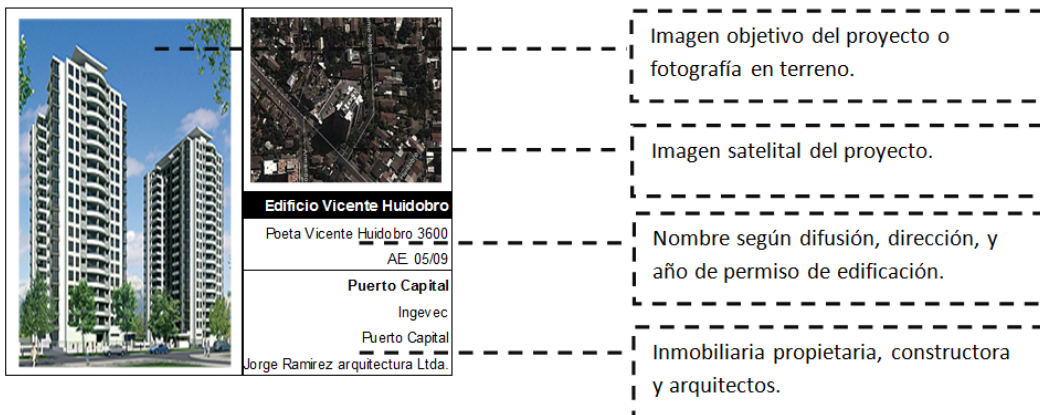 Edificio Vicente Huidobro
Poeta Vicente Huidobro 3600
AE. 05/09
Puerto Capital
Ingevec
Puerto Capital
Jorge Ramirez arquitectura Ltda.
Imagen objetivo del proyecto o
fotografía en terreno.
Imagen satelital del proyecto.
Nombre según difusión, dirección, y
año de permiso de edificación.
Inmobiliaria propietaria, constructora
y arquitectos.